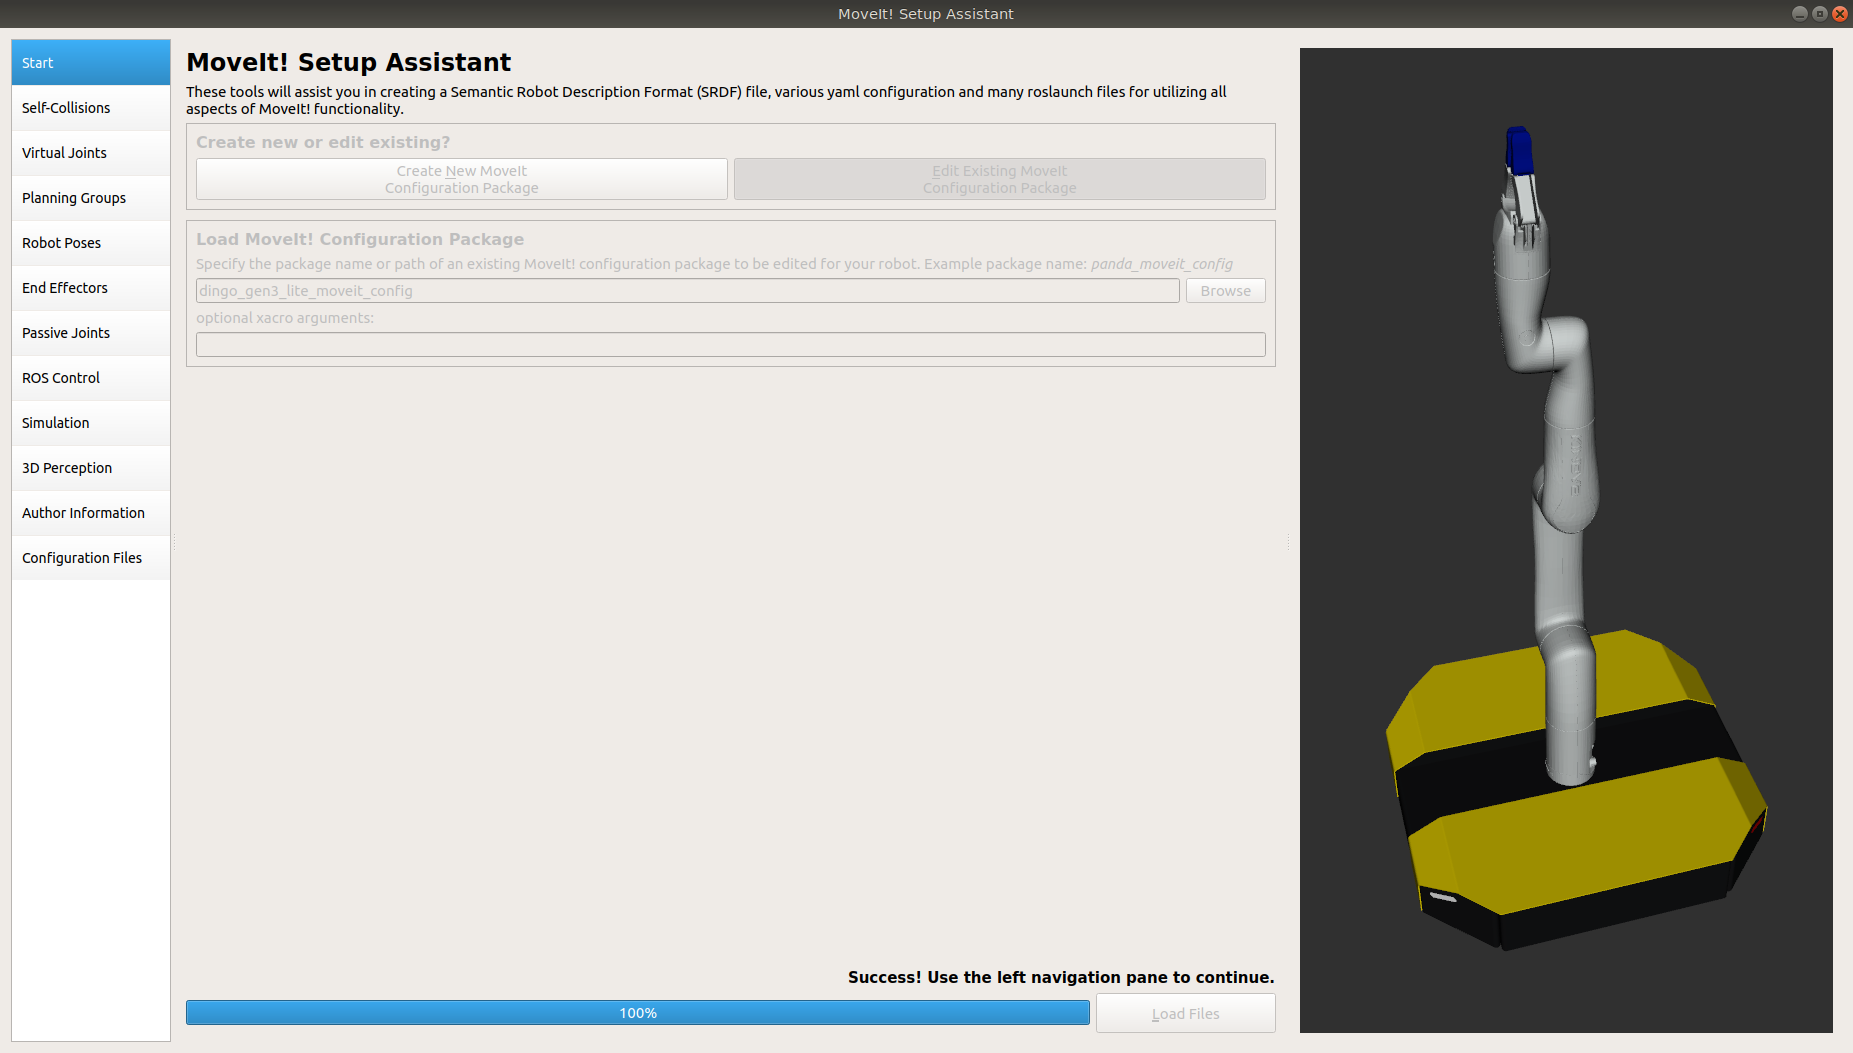 MoveIt! Setup Assistant
Start
Self-Collisions
Virtual Joints
Planning Groups
Robot Poses
End Effectors
Passive Joints
ROS Control
Simulation
3D Perception
Author Information
Configuration Files
MoveIt! Setup Assistant
These tools will assist you in creating a Semantic Robot Description Format (SRDF) file, various yaml configuration and many roslaunch files for utilizing all
aspects of MoveIt! functionality.
Create new or edit existing?
Create New MoveIt
Configuration Package
Edit Existing MoveIt
Configuration Package
Load MoveIt! Configuration Package
Specify the package name or path of an existing MoveIt! configuration package to be edited for your robot. Example package name: panda_moveit_config
dingo_gen3_lite_moveit_config
Browse
optional xacro arguments:
Success! Use the left navigation pane to continue.
100%
Load Files